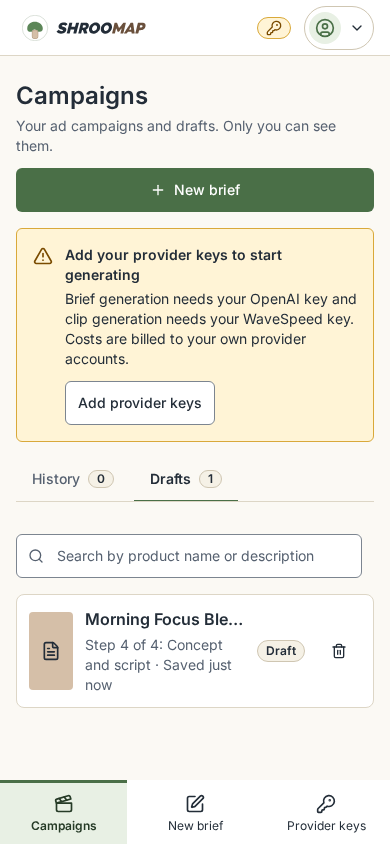 SHROOMAP
Campaigns
Your ad campaigns and drafts. Only you can see
them.
New brief
Add your provider keys to start
generating
Brief generation needs your OpenAI key and
clip generation needs your WaveSpeed key.
Costs are billed to your own provider
accounts.
Add provider keys
History 0 Drafts 1
Search by product name or description
Morning Focus Ble...
Step 4 of 4: Concept
and script · Saved just
now
Draft
Campaigns New brief Provider keys